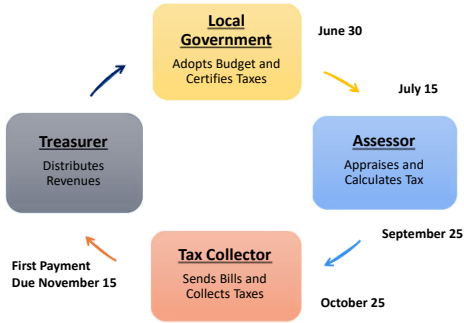 Local
Government
Adopts Budget and
Certifies Taxes
June 30
July 15
Assessor
Appraises and
Calculates Tax
September 25
October 25
Tax Collector
Sends Bills and
Collects Taxes
First Payment
Due November 15
Treasurer
Distributes
Revenues